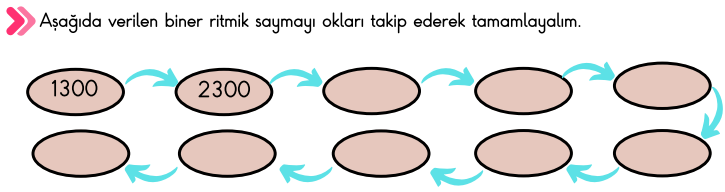 Aşağıda verilen biner ritmik saymayı okları takip ederek tamamlayalım.
1300 2300